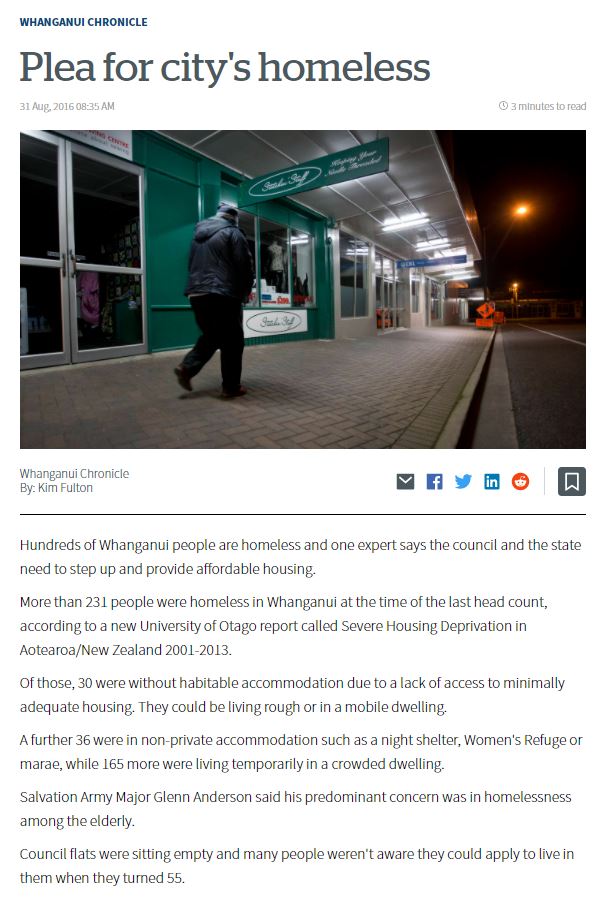 WHANGANUI CHRONICLE
Plea for city's homeless
31 Aug, 2016 08:35 AM
3 minutes to read
Stitchin Stuff
Keeping Your
Needle Threaded
Whanganui Chronicle
By: Kim Fulton
Hundreds of Whanganui people are homeless and one expert says the council and the state
need to step up and provide affordable housing.
More than 231 people were homeless in Whanganui at the time of the last head count,
according to a new University of Otago report called Severe Housing Deprivation in
Aotearoa/New Zealand 2001-2013.
Of those, 30 were without habitable accommodation due to a lack of access to minimally
adequate housing. They could be living rough or in a mobile dwelling.
A further 36 were in non-private accommodation such as a night shelter, Women's Refuge or
marae, while 165 more were living temporarily in a crowded dwelling.
Salvation Army Major Glenn Anderson said his predominant concern was in homelessness
among the elderly.
Council flats were sitting empty and many people weren't aware they could apply to live in
them when they turned 55.